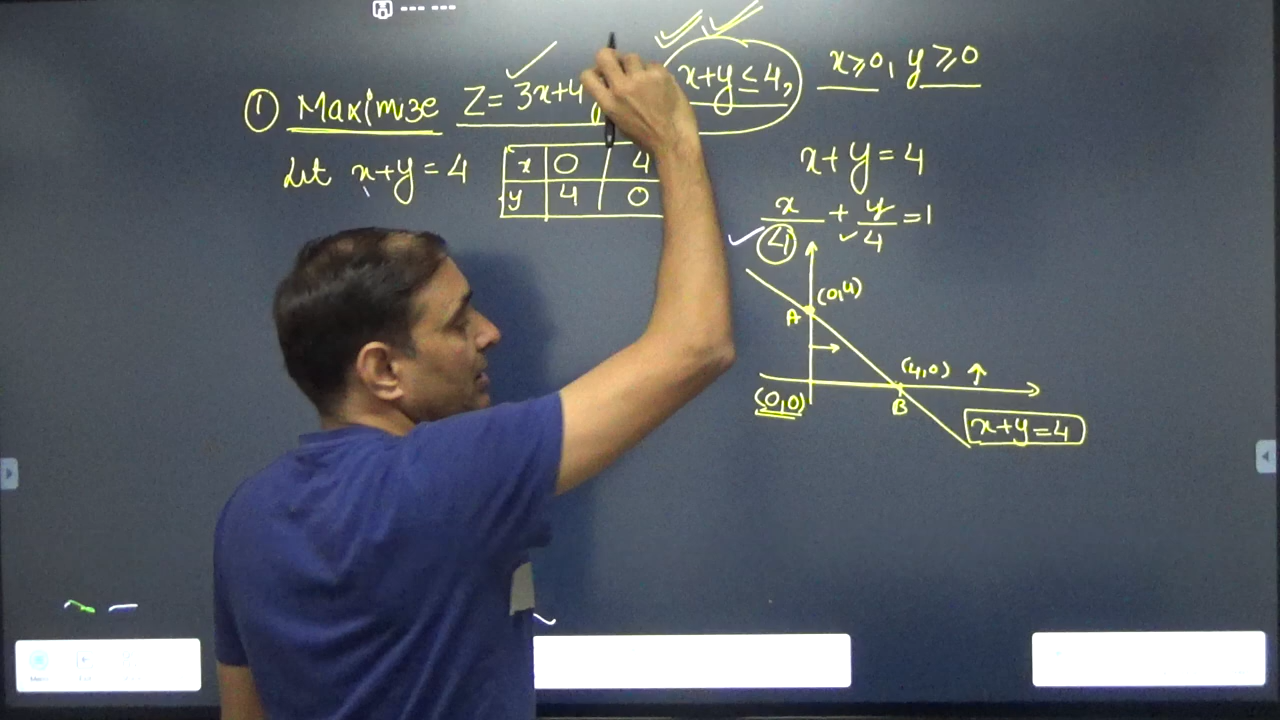 ① Maximize Z = 3x+4y x+y ≤ 4, x ≥ 0, y ≥ 0
Let x+y = 4
x 0 4
y 4 0
x+y = 4
x/4 + y/4 = 1
(0,4)
A
(4,0)
(0,0)
B
x+y = 4